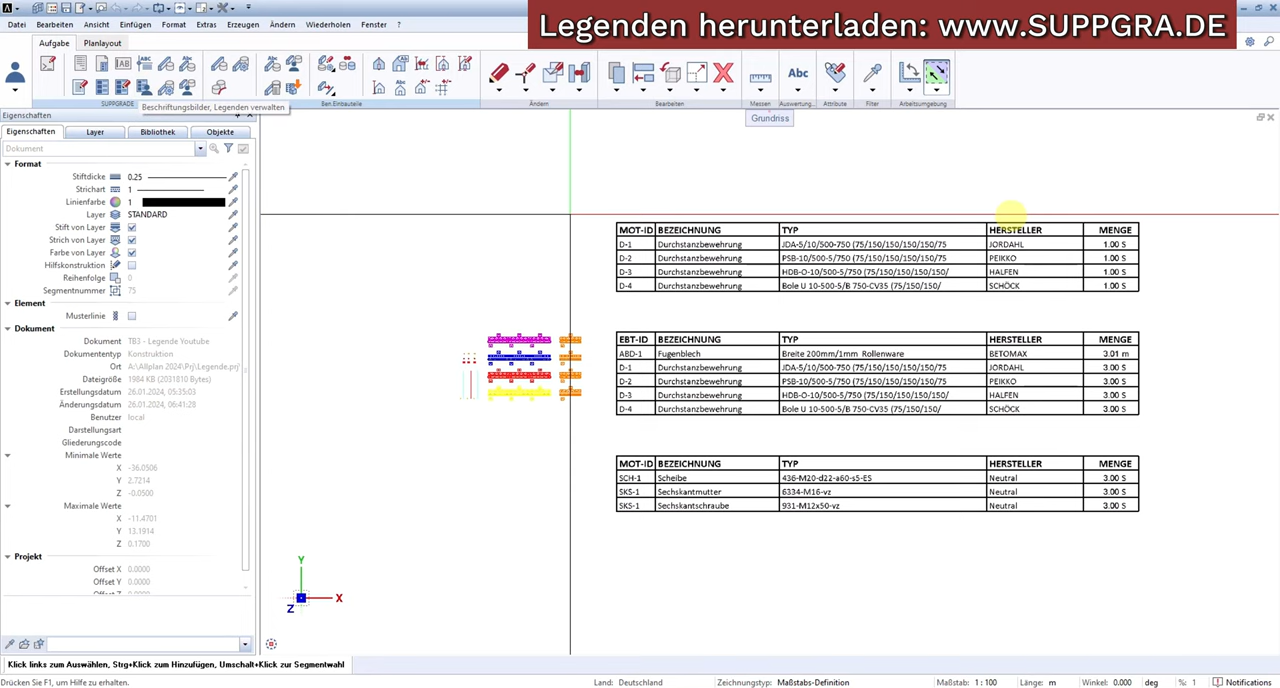 Legenden herunterladen: www.SUPPGRA.DE
Datei Bearbeiten Ansicht Einfügen Format Extras Erzeugen Ändern Wiederholen Fenster ?
Aufgabe Planlayout
SUPPGRADE Ben.Einbauteile Ändern Bearbeiten Messen Auswertung... Attribute Filter Arbeitsumgebung
Abc
Beschriftungsbilder, Legenden verwalten
Grundriss
Eigenschaften
Eigenschaften Layer Bibliothek Objekte
Dokument
Format
Stiftdicke 0.25
Strichart 1
Linienfarbe 1
Layer STANDARD
Stift von Layer
Strich von Layer
Farbe von Layer
Hilfskonstruktion
Reihenfolge 0
Segmentnummer 75
Element
Musterlinie
Dokument
Dokument TB3 - Legende Youtube
Dokumenttyp Konstruktion
Ort A:\Allplan 2024\Prj\Legende.prj
Dateigröße 1984 KB (2031810 Bytes)
Erstellungsdatum 26.01.2024, 05:35:03
Änderungsdatum 26.01.2024, 06:41:28
Benutzer local
Darstellungsart
Gliederungscode
Minimale Werte
X -36.0506
Y 2.7214
Z -0.0500
Maximale Werte
X -11.4701
Y 13.1914
Z 0.1700
Projekt
Offset X 0.0000
Offset Y 0.0000
Offset Z 0.0000
MOT-ID BEZEICHNUNG TYP HERSTELLER MENGE
D-1 Durchstanzbewehrung JDA-5/10/500-750 (75/150/150/150/150/75 JORDAHL 1.00 S
D-2 Durchstanzbewehrung PSB-10/500-5/750 (75/150/150/150/150/75 PEIKKO 1.00 S
D-3 Durchstanzbewehrung HDB-O-10/500-5/750 (75/150/150/150/150/ HALFEN 1.00 S
D-4 Durchstanzbewehrung Bole U 10-500-5/B 750-CV35 (75/150/150/ SCHÖCK 1.00 S
EBT-ID BEZEICHNUNG TYP HERSTELLER MENGE
ABD-1 Fugenblech Breite 200mm/1mm Rollenware BETOMAX 3.01 m
D-1 Durchstanzbewehrung JDA-5/10/500-750 (75/150/150/150/150/75 JORDAHL 3.00 S
D-2 Durchstanzbewehrung PSB-10/500-5/750 (75/150/150/150/150/75 PEIKKO 3.00 S
D-3 Durchstanzbewehrung HDB-O-10/500-5/750 (75/150/150/150/150/ HALFEN 3.00 S
D-4 Durchstanzbewehrung Bole U 10-500-5/B 750-CV35 (75/150/150/ SCHÖCK 3.00 S
MOT-ID BEZEICHNUNG TYP HERSTELLER MENGE
SCH-1 Scheibe 436-M20-d22-a60-s5-ES Neutral 3.00 S
SKS-1 Sechskantmutter 6334-M16-vz Neutral 3.00 S
SKS-1 Sechskantschraube 931-M12x50-vz Neutral 3.00 S
Y
Z X
Klick links zum Auswählen, Strg+Klick zum Hinzufügen, Umschalt+Klick zur Segmentwahl
Drücken Sie F1, um Hilfe zu erhalten. Land: Deutschland Zeichnungstyp: Maßstabs-Definition Maßstab: 1 : 100 Länge: m Winkel: 0.000 deg %: 1 Notifications